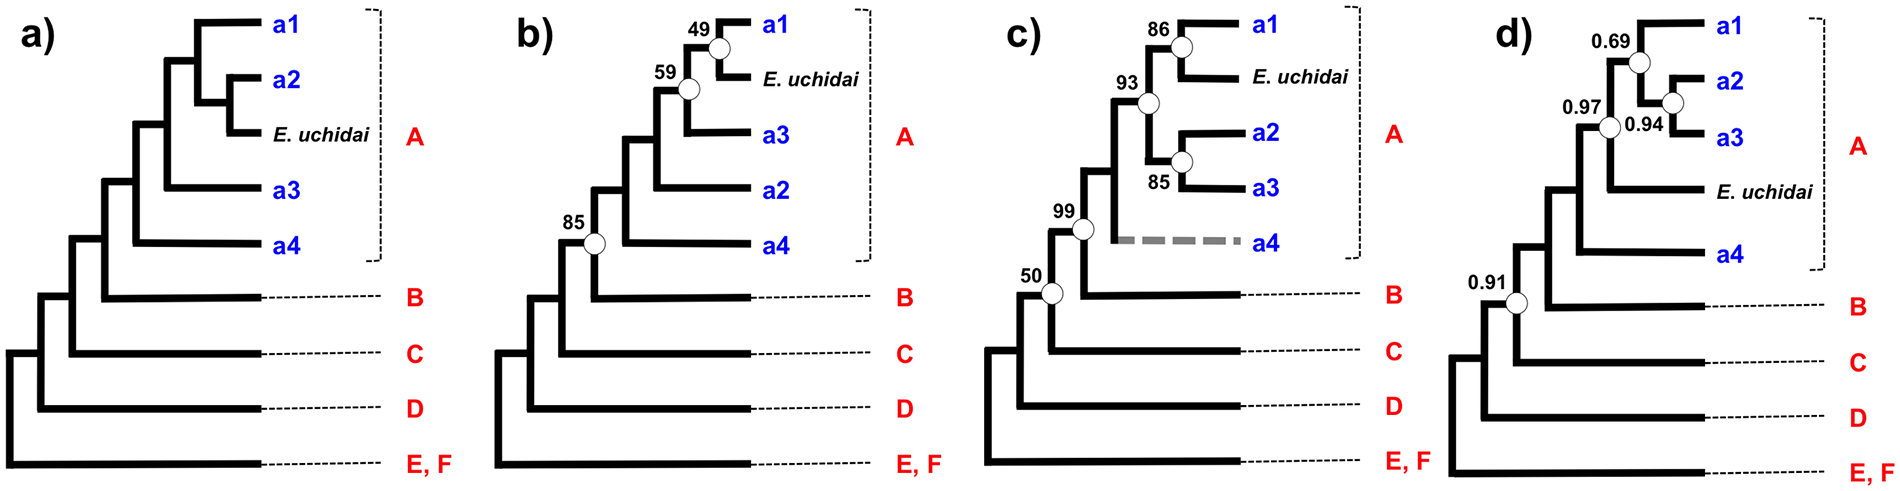 a)
a1
a2
E. uchidai
A
a3
a4
B
C
D
E, F
b)
49
a1
59
E. uchidai
a3
A
a2
85
a4
B
C
D
E, F
c)
86
a1
93
E. uchidai
a2
A
85
a3
99
a4
50
B
C
D
E, F
d)
0.69
a1
a2
0.97
0.94
a3
A
E. uchidai
a4
0.91
B
C
D
E, F